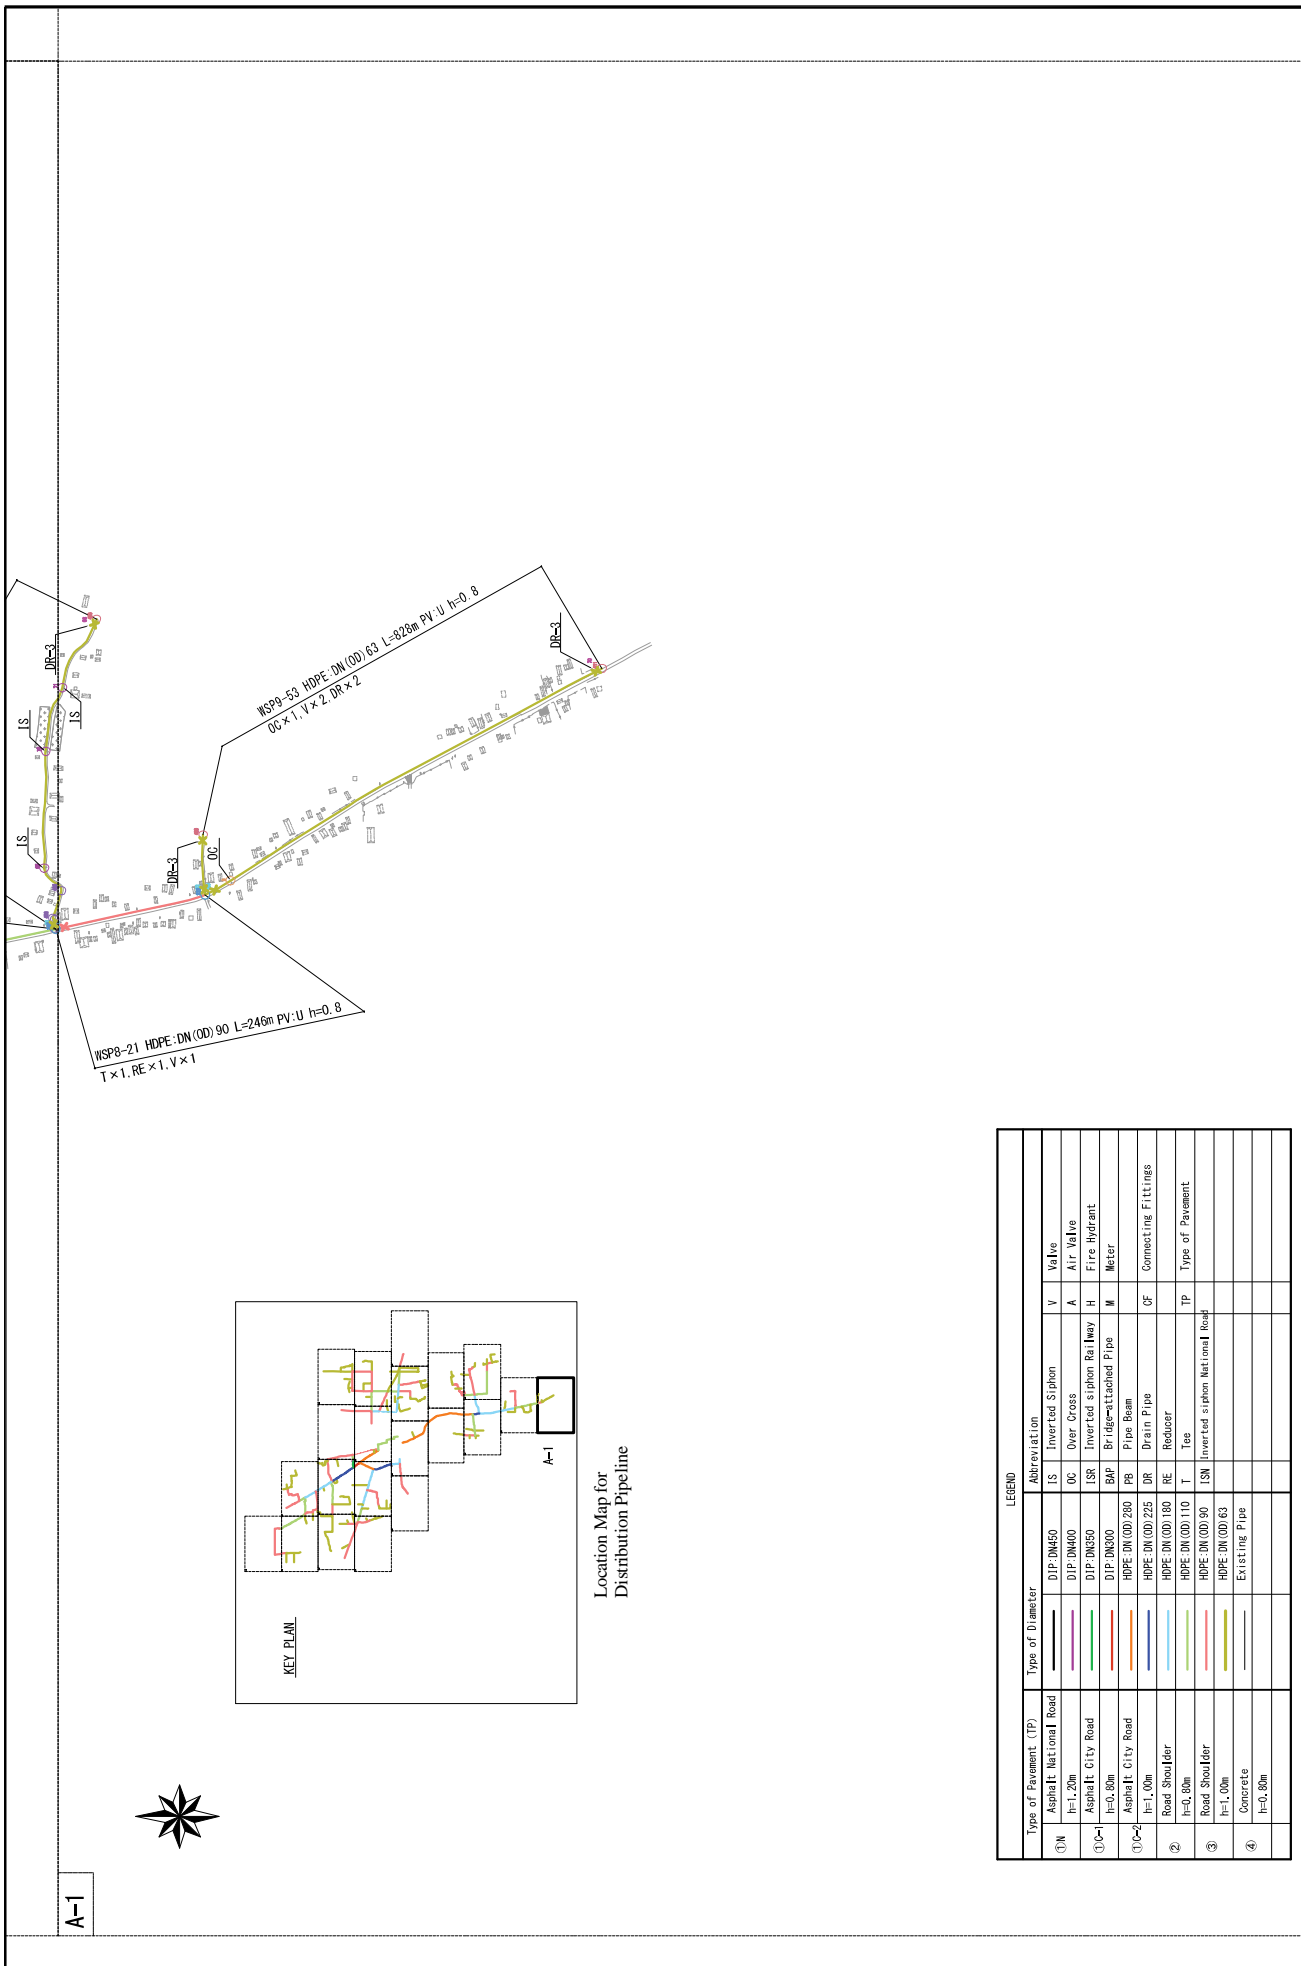 A-1
KEY PLAN
A-1
Location Map for
Distribution Pipeline
DR-3
IS
IS
IS
DR-3
OC
DR-3
WSP9-53 HDPE:DN(OD)63 L=828m PV:U h=0.8
OC×1,V×2,DR×2
WSP8-21 HDPE:DN(OD)90 L=246m PV:U h=0.8
T×1,RE×1,V×1
LEGEND
Type of Pavement (TP) Type of Diameter Abbreviation
①N Asphalt National Road DIP:DN450 IS Inverted Siphon V Valve
h=1.20m DIP:DN400 OC Over Cross A Air Valve
①C-1 Asphalt City Road DIP:DN350 ISR Inverted siphon Railway H Fire Hydrant
h=0.80m DIP:DN300 BAP Bridge-attached Pipe M Meter
①C-2 Asphalt City Road HDPE:DN(OD)280 PB Pipe Beam
h=1.00m HDPE:DN(OD)225 DR Drain Pipe CF Connecting Fittings
② Road Shoulder HDPE:DN(OD)180 RE Reducer
h=0.80m HDPE:DN(OD)110 T Tee TP Type of Pavement
③ Road Shoulder HDPE:DN(OD)90 ISN Inverted siphon National Road
h=1.00m HDPE:DN(OD)63
④ Concrete Existing Pipe
h=0.80m